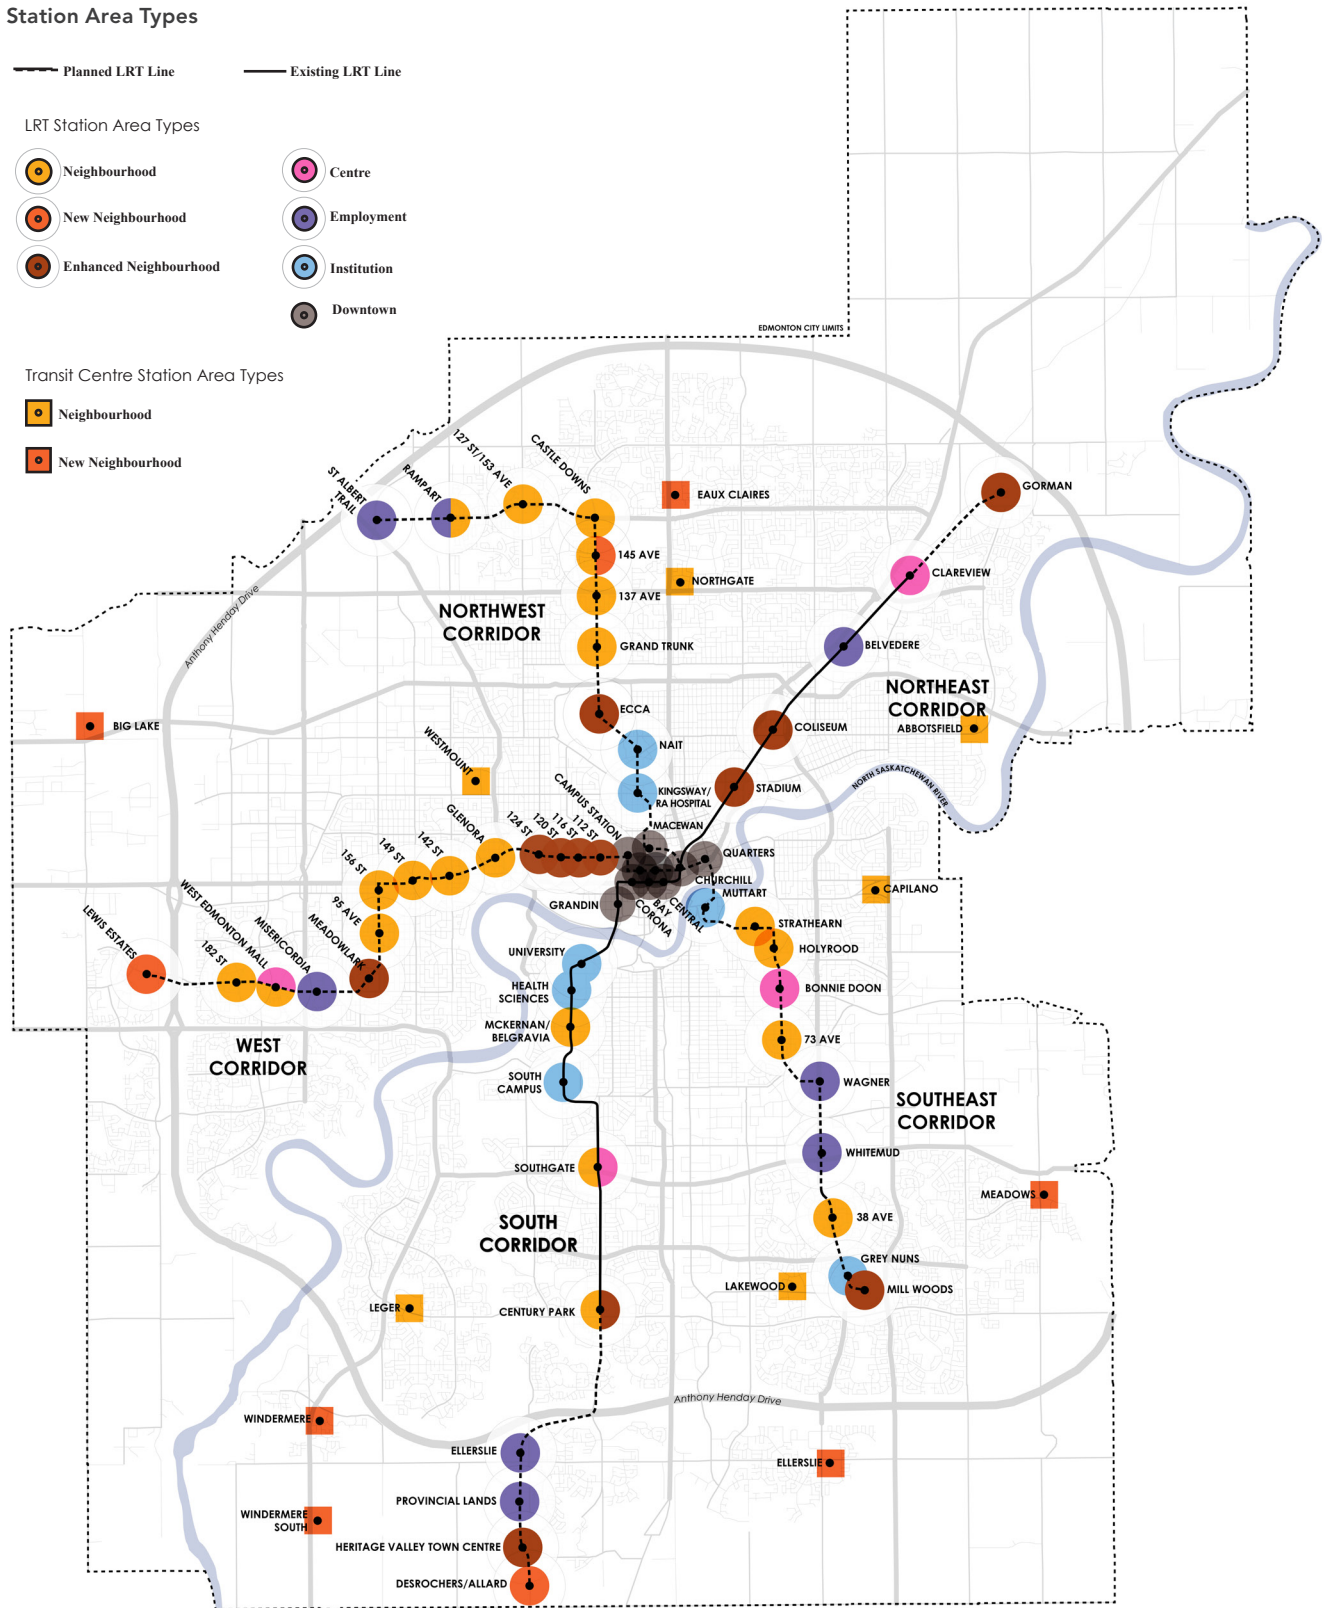 Station Area Types
Planned LRT Line
Existing LRT Line
LRT Station Area Types
Neighbourhood
Centre
New Neighbourhood
Employment
Enhanced Neighbourhood
Institution
Downtown
Transit Centre Station Area Types
Neighbourhood
New Neighbourhood
EDMONTON CITY LIMITS
ST ALBERT
TRAIL
RAMPART
127 ST/153 AVE
CASTLE DOWNS
EAUX CLAIRES
GORMAN
145 AVE
NORTHGATE
CLAREVIEW
137 AVE
Anthony Henday Drive
NORTHWEST
CORRIDOR
GRAND TRUNK
BELVEDERE
NORTHEAST
CORRIDOR
ECCA
BIG LAKE
COLISEUM
ABBOTSFIELD
NAIT
WESTMOUNT
KINGSWAY/
RA HOSPITAL
STADIUM
NORTH SASKATCHEWAN RIVER
CAMPUS STATION
MACEWAN
GLENORA
124 ST
120 ST
116 ST
112 ST
QUARTERS
142 ST
149 ST
156 ST
CHURCHILL
MUTTART
CAPILANO
GRANDIN
CORONA
BAY
CENTRAL
95 AVE
STRATHEARN
LEWIS ESTATES
182 ST
WEST EDMONTON MALL
MISERICORDIA
MEADOWLARK
HOLYROOD
UNIVERSITY
HEALTH
SCIENCES
BONNIE DOON
MCKERNAN/
BELGRAVIA
73 AVE
WEST
CORRIDOR
SOUTH
CAMPUS
WAGNER
SOUTHEAST
CORRIDOR
WHITEMUD
SOUTHGATE
MEADOWS
SOUTH
CORRIDOR
38 AVE
GREY NUNS
LAKEWOOD
MILL WOODS
LEGER
CENTURY PARK
Anthony Henday Drive
WINDERMERE
ELLERSLIE
ELLERSLIE
PROVINCIAL LANDS
WINDERMERE
SOUTH
HERITAGE VALLEY TOWN CENTRE
DESROCHERS/ALLARD